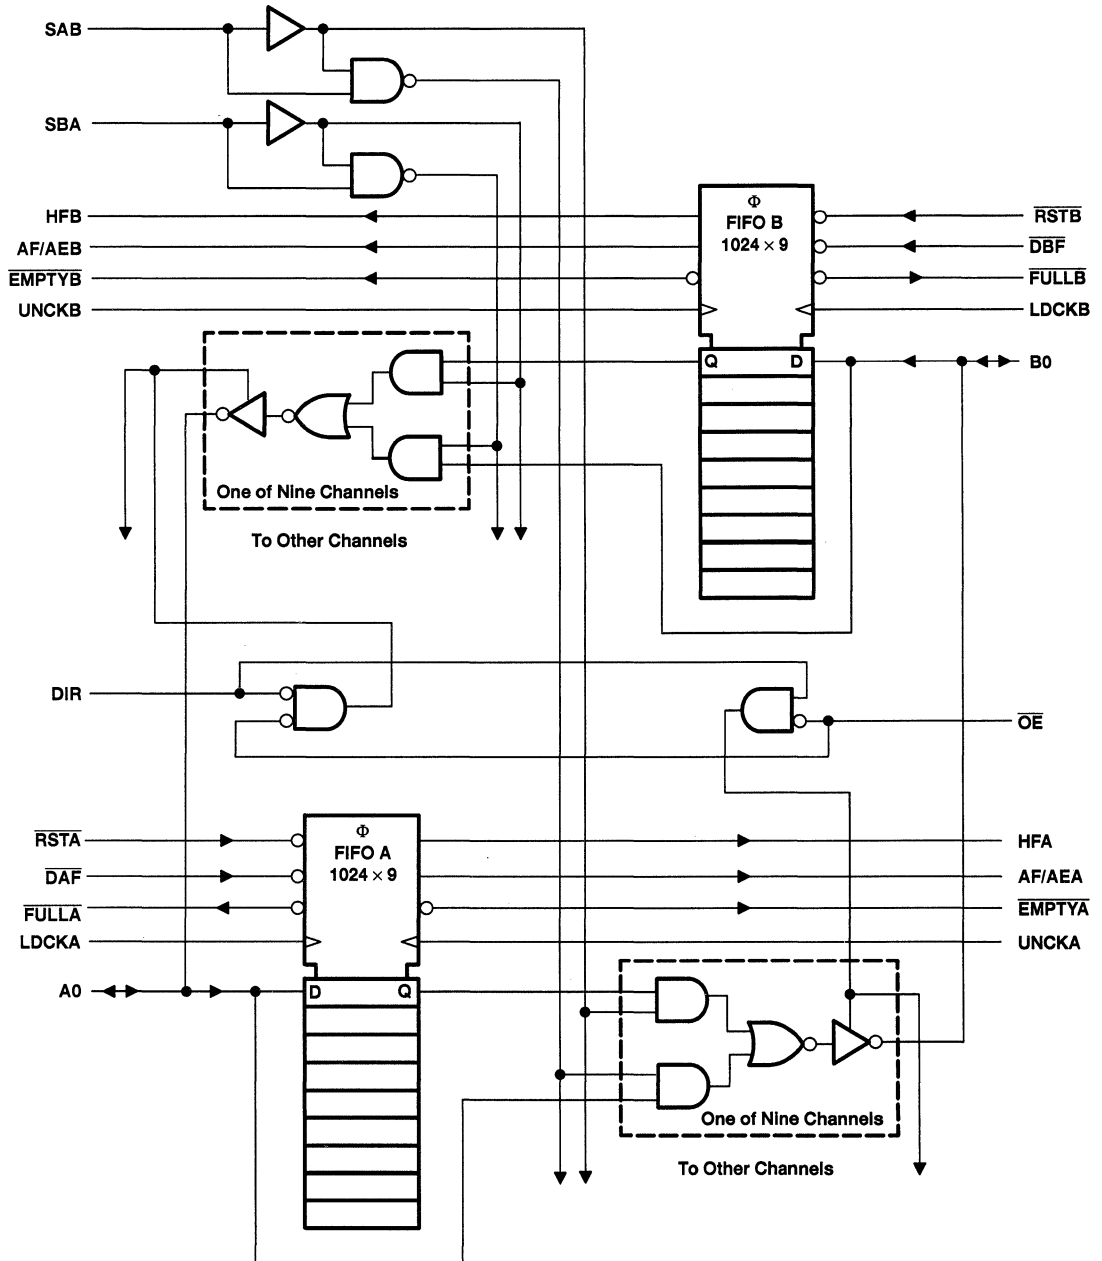 SAB
SBA
HFB
AF/AEB
EMPTYB
UNCKB
Φ
FIFO B
1024 × 9
RSTB
DBF
FULLB
LDCKB
Q D
B0
One of Nine Channels
To Other Channels
DIR
OE
RSTA
DAF
FULLA
LDCKA
A0
Φ
FIFO A
1024 × 9
D Q
HFA
AF/AEA
EMPTYA
UNCKA
One of Nine Channels
To Other Channels